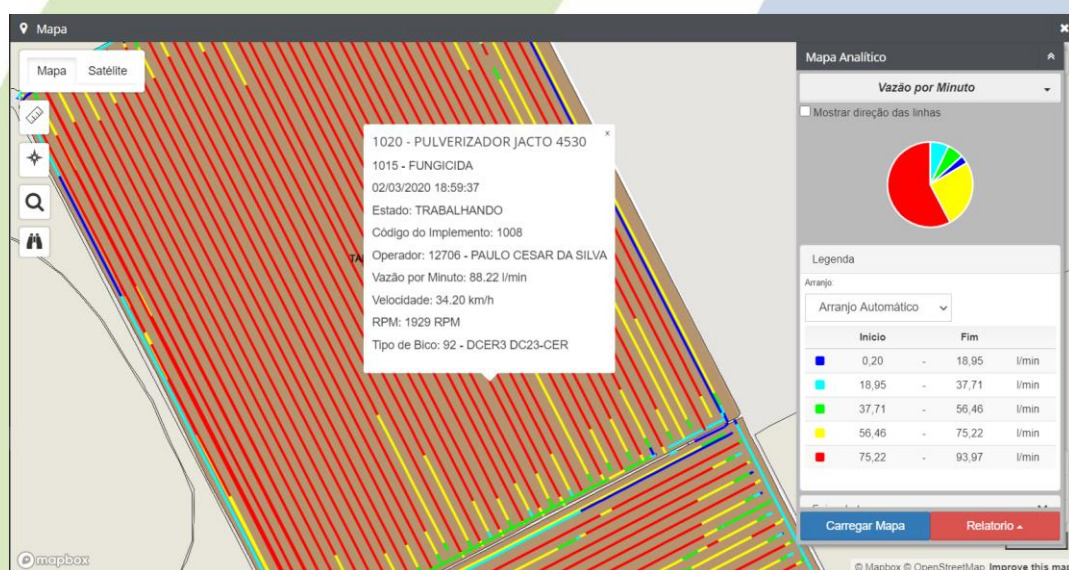 Mapa
Mapa Satélite
1020 - PULVERIZADOR JACTO 4530
1015 - FUNGICIDA
02/03/2020 18:59:37
Estado: TRABALHANDO
Código do Implemento: 1008
Operador: 12706 - PAULO CESAR DA SILVA
Vazão por Minuto: 88.22 l/min
Velocidade: 34.20 km/h
RPM: 1929 RPM
Tipo de Bico: 92 - DCER3 DC23-CER
Mapa Analítico
Vazão por Minuto
Mostrar direção das linhas
Legenda
Arranjo:
Arranjo Automático
Inicio Fim
0,20 - 18,95 l/min
18,95 - 37,71 l/min
37,71 - 56,46 l/min
56,46 - 75,22 l/min
75,22 - 93,97 l/min
Carregar Mapa Relatorio
mapbox
© Mapbox © OpenStreetMap Improve this map